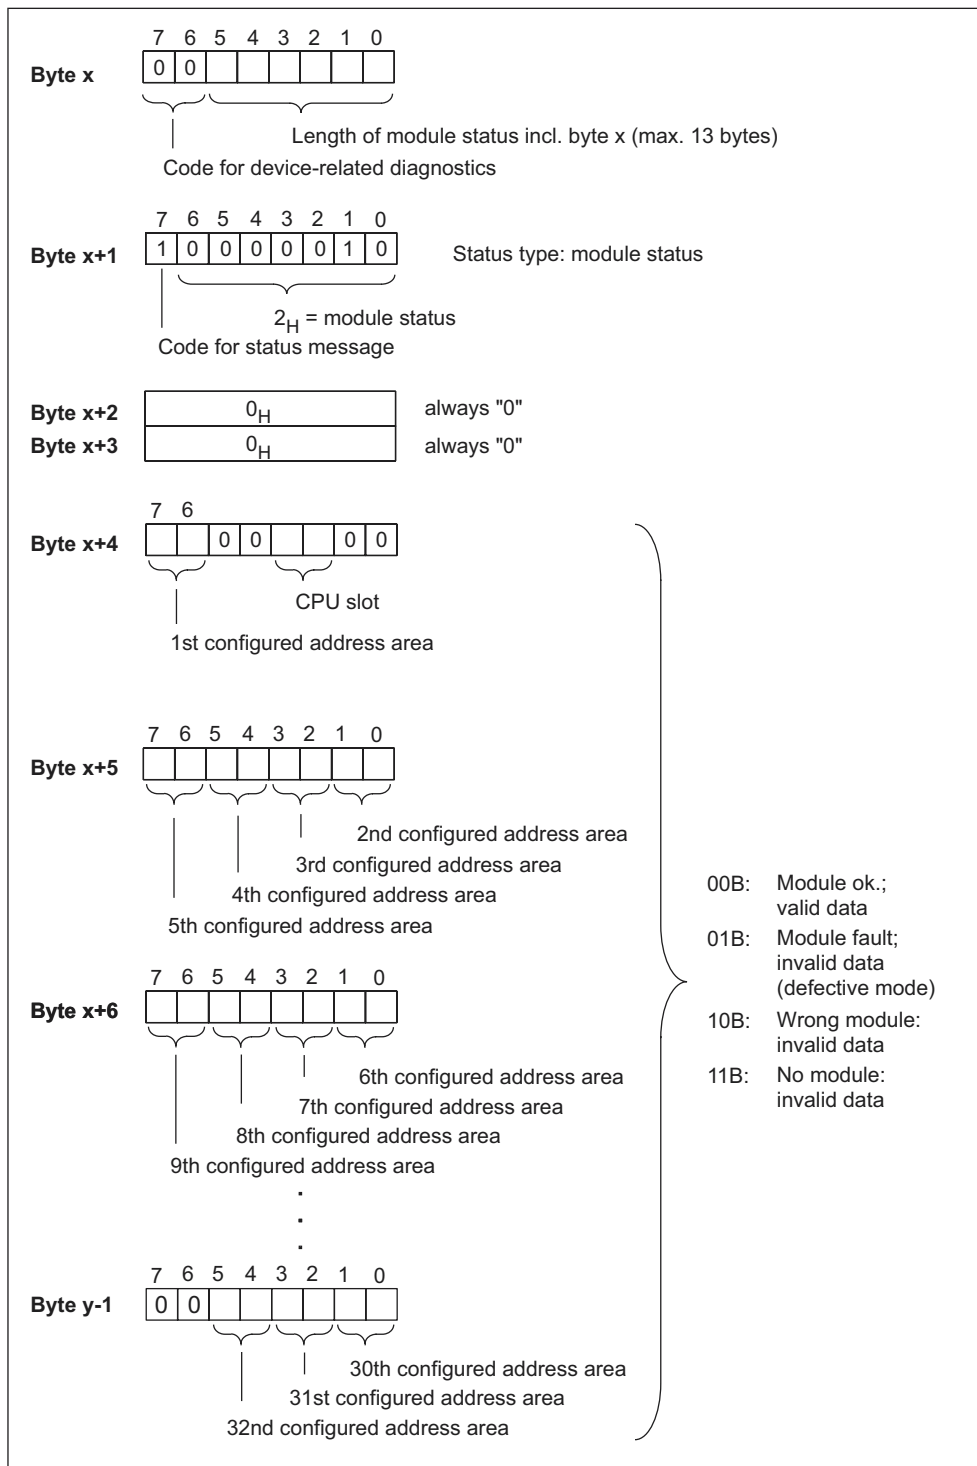 7 6 5 4 3 2 1 0
Byte x 0 0
Length of module status incl. byte x (max. 13 bytes)
Code for device-related diagnostics
7 6 5 4 3 2 1 0
Byte x+1 1 0 0 0 0 0 1 0 Status type: module status
2H = module status
Code for status message
Byte x+2 0H always "0"
Byte x+3 0H always "0"
7 6
Byte x+4 0 0 0 0
CPU slot
1st configured address area
7 6 5 4 3 2 1 0
Byte x+5
2nd configured address area
3rd configured address area
4th configured address area
5th configured address area
7 6 5 4 3 2 1 0
Byte x+6
6th configured address area
7th configured address area
8th configured address area
9th configured address area
.
.
.
7 6 5 4 3 2 1 0
Byte y-1 0 0
30th configured address area
31st configured address area
32nd configured address area
00B: Module ok.;
valid data
01B: Module fault;
invalid data
(defective mode)
10B: Wrong module:
invalid data
11B: No module:
invalid data